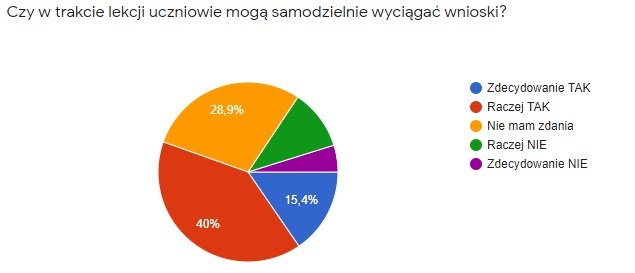 Czy w trakcie lekcji uczniowie mogą samodzielnie wyciągać wnioski?
Zdecydowanie TAK
Raczej TAK
Nie mam zdania
Raczej NIE
Zdecydowanie NIE
28,9%
15,4%
40%